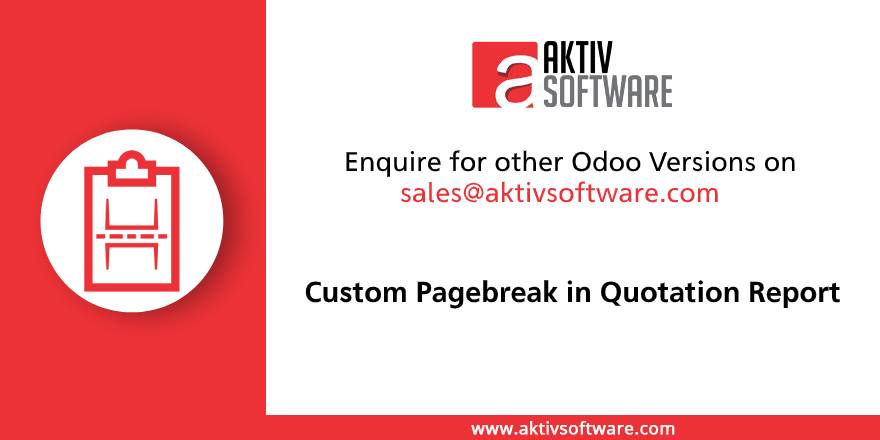 AKTIV
SOFTWARE
Enquire for other Odoo Versions on
sales@aktivsoftware.com
Custom Pagebreak in Quotation Report
www.aktivsoftware.com